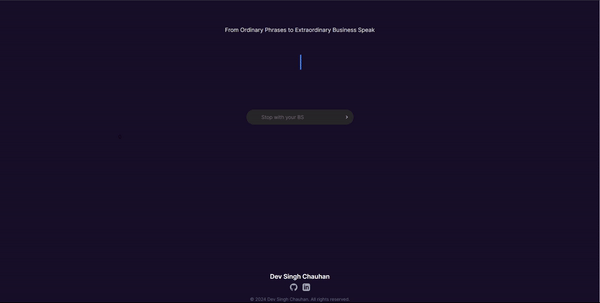 From Ordinary Phrases to Extraordinary Business Speak
Stop with your BS
Dev Singh Chauhan
© 2024 Dev Singh Chauhan. All rights reserved.